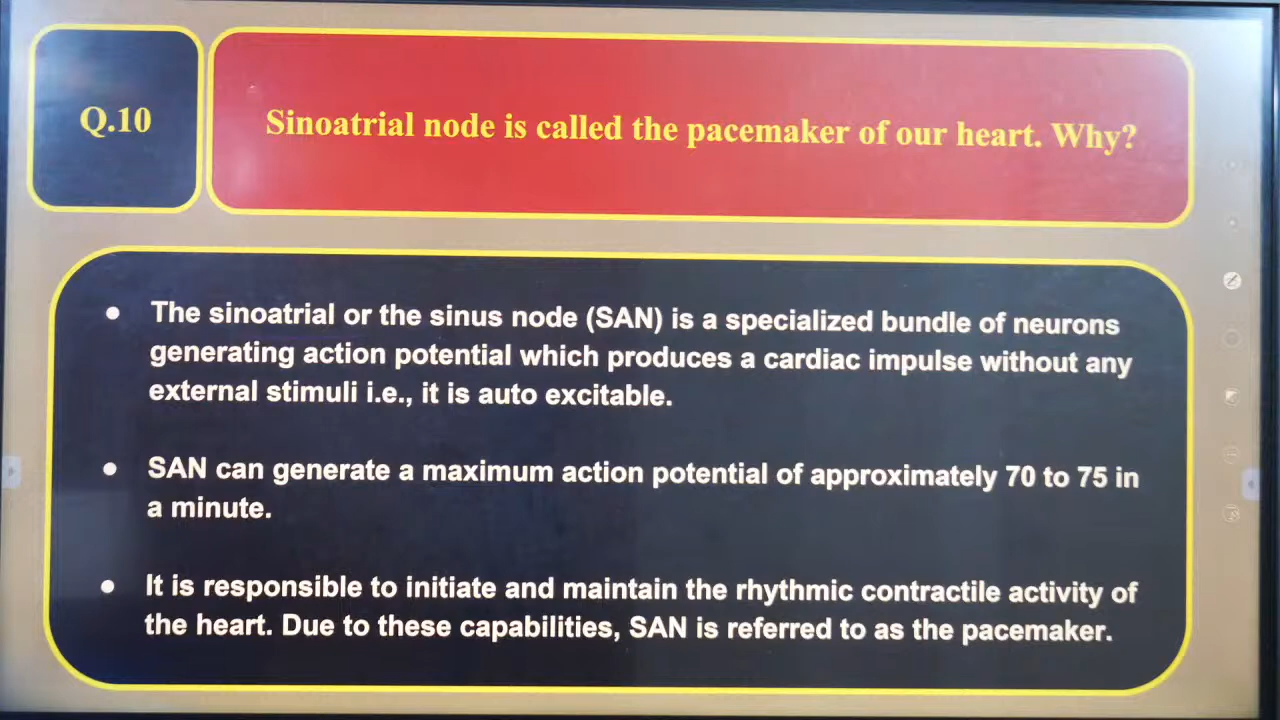 Q.10
Sinoatrial node is called the pacemaker of our heart. Why?
● The sinoatrial or the sinus node (SAN) is a specialized bundle of neurons
generating action potential which produces a cardiac impulse without any
external stimuli i.e., it is auto excitable.
● SAN can generate a maximum action potential of approximately 70 to 75 in
a minute.
● It is responsible to initiate and maintain the rhythmic contractile activity of
the heart. Due to these capabilities, SAN is referred to as the pacemaker.